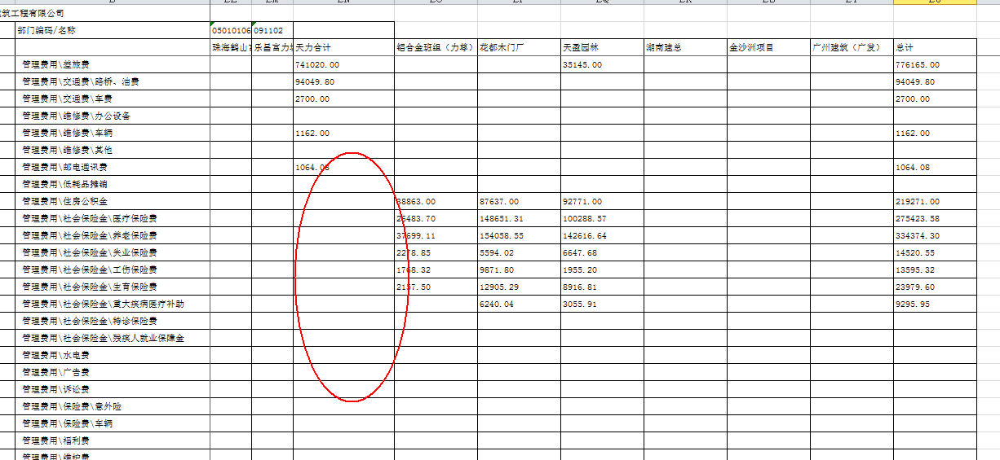 筑工程有限公司
部门编码/名称 05010106 091102
珠海鹤山 乐昌富力 天力合计 铝合金班组（力尊） 花都木门厂 天盈园林 湖南建总 金沙洲项目 广州建筑（广发） 总计
管理费用\差旅费 741020.00 35145.00 776165.00
管理费用\交通费\路桥、油费 94049.80 94049.80
管理费用\交通费\车费 2700.00 2700.00
管理费用\维修费\办公设备
管理费用\维修费\车辆 1162.00 1162.00
管理费用\维修费\其他
管理费用\邮电通讯费 1064.08 1064.08
管理费用\低耗品摊销
管理费用\住房公积金 38863.00 87637.00 92771.00 219271.00
管理费用\社会保险金\医疗保险费 26483.70 148651.31 100288.57 275423.58
管理费用\社会保险金\养老保险费 37699.11 154058.55 142616.64 334374.30
管理费用\社会保险金\失业保险费 2278.85 5594.02 6647.68 14520.55
管理费用\社会保险金\工伤保险费 1768.32 9871.80 1955.20 13595.32
管理费用\社会保险金\生育保险费 2157.50 12905.29 8916.81 23979.60
管理费用\社会保险金\重大疾病医疗补助 6240.04 3055.91 9295.95
管理费用\社会保险金\特诊保险费
管理费用\社会保险金\残疾人就业保障金
管理费用\水电费
管理费用\广告费
管理费用\诉讼费
管理费用\保险费\意外险
管理费用\保险费\车辆
管理费用\福利费
管理费用\维护费